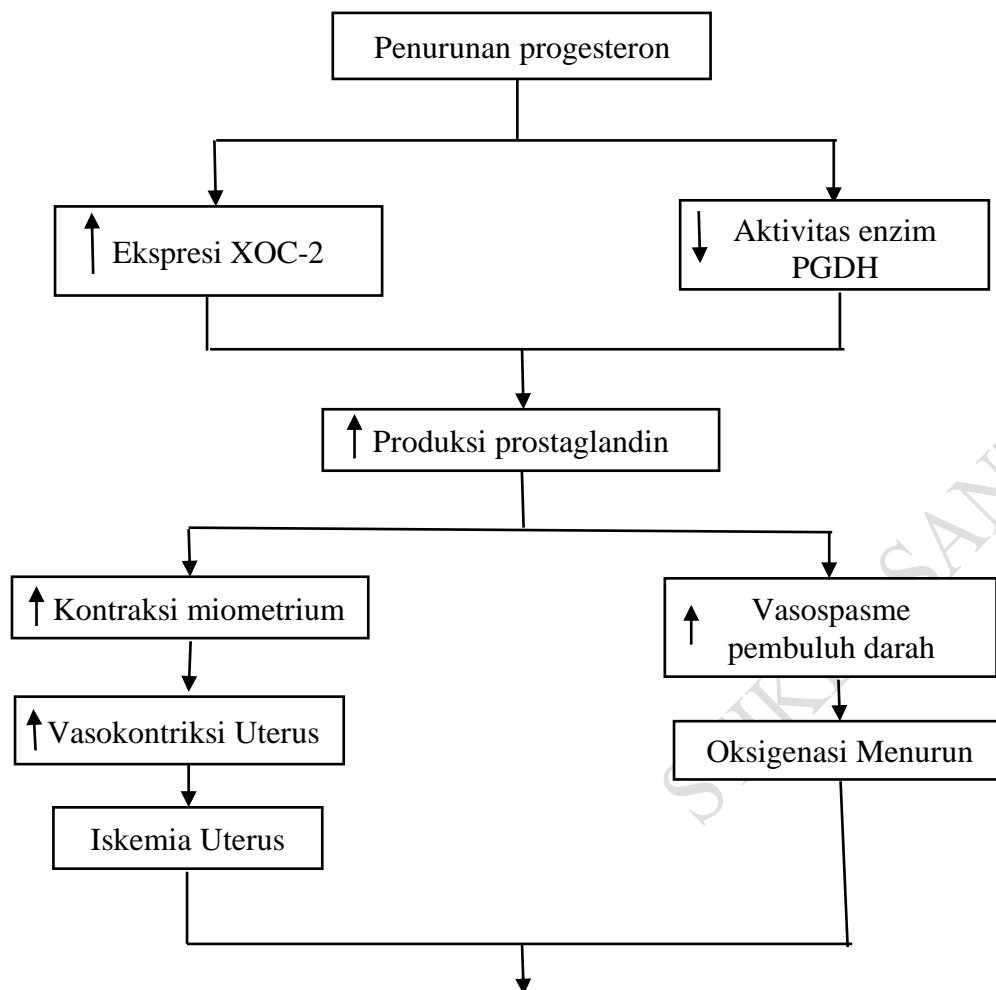 Penurunan progesteron
Ekspresi XOC-2
Aktivitas enzim
PGDH
Produksi prostaglandin
Kontraksi miometrium
Vasospasme
pembuluh darah
Vasokontriksi Uterus
Oksigenasi Menurun
Iskemia Uterus